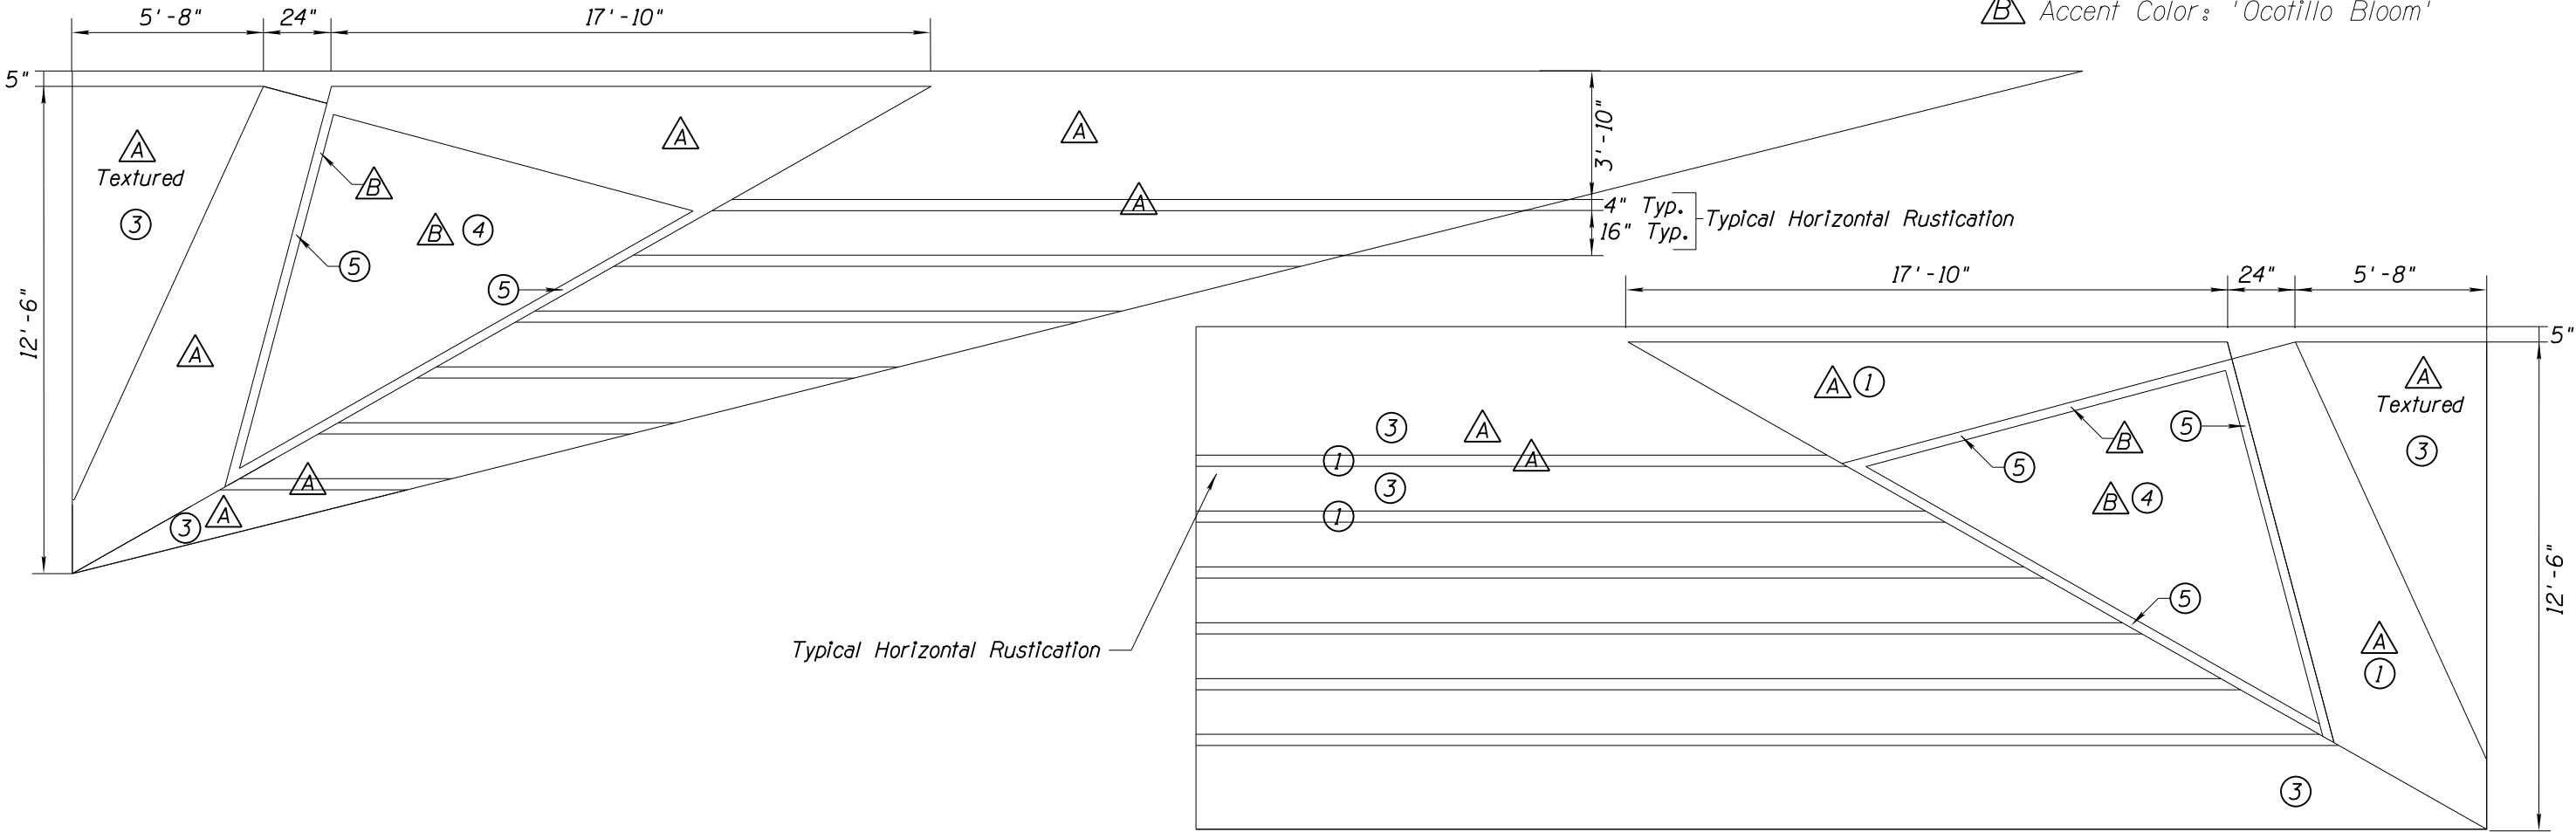 B Accent Color: 'Ocotillo Bloom'
5'-8" 24" 17'-10"
5"
12'-6"
A
Textured
3
A
A
B
B 4
5
5
A
3 A
A
A
3'-10"
4" Typ.
16" Typ.
Typical Horizontal Rustication
17'-10" 24" 5'-8"
5"
12'-6"
A 1
A
Textured
3
3 A
1 A
3
1
B 5
5
B 4
5
A
1
Typical Horizontal Rustication
3